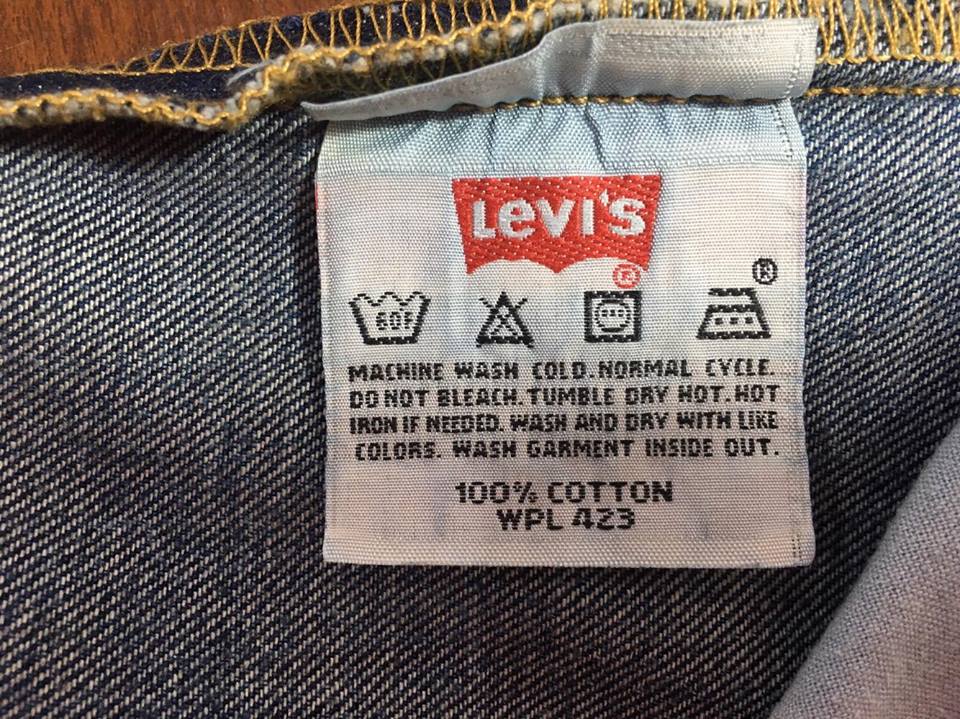 Levi's
®
®
60F
MACHINE WASH COLD. NORMAL CYCLE.
DO NOT BLEACH. TUMBLE DRY HOT. HOT
IRON IF NEEDED. WASH AND DRY WITH LIKE
COLORS. WASH GARMENT INSIDE OUT.
100% COTTON
WPL 423